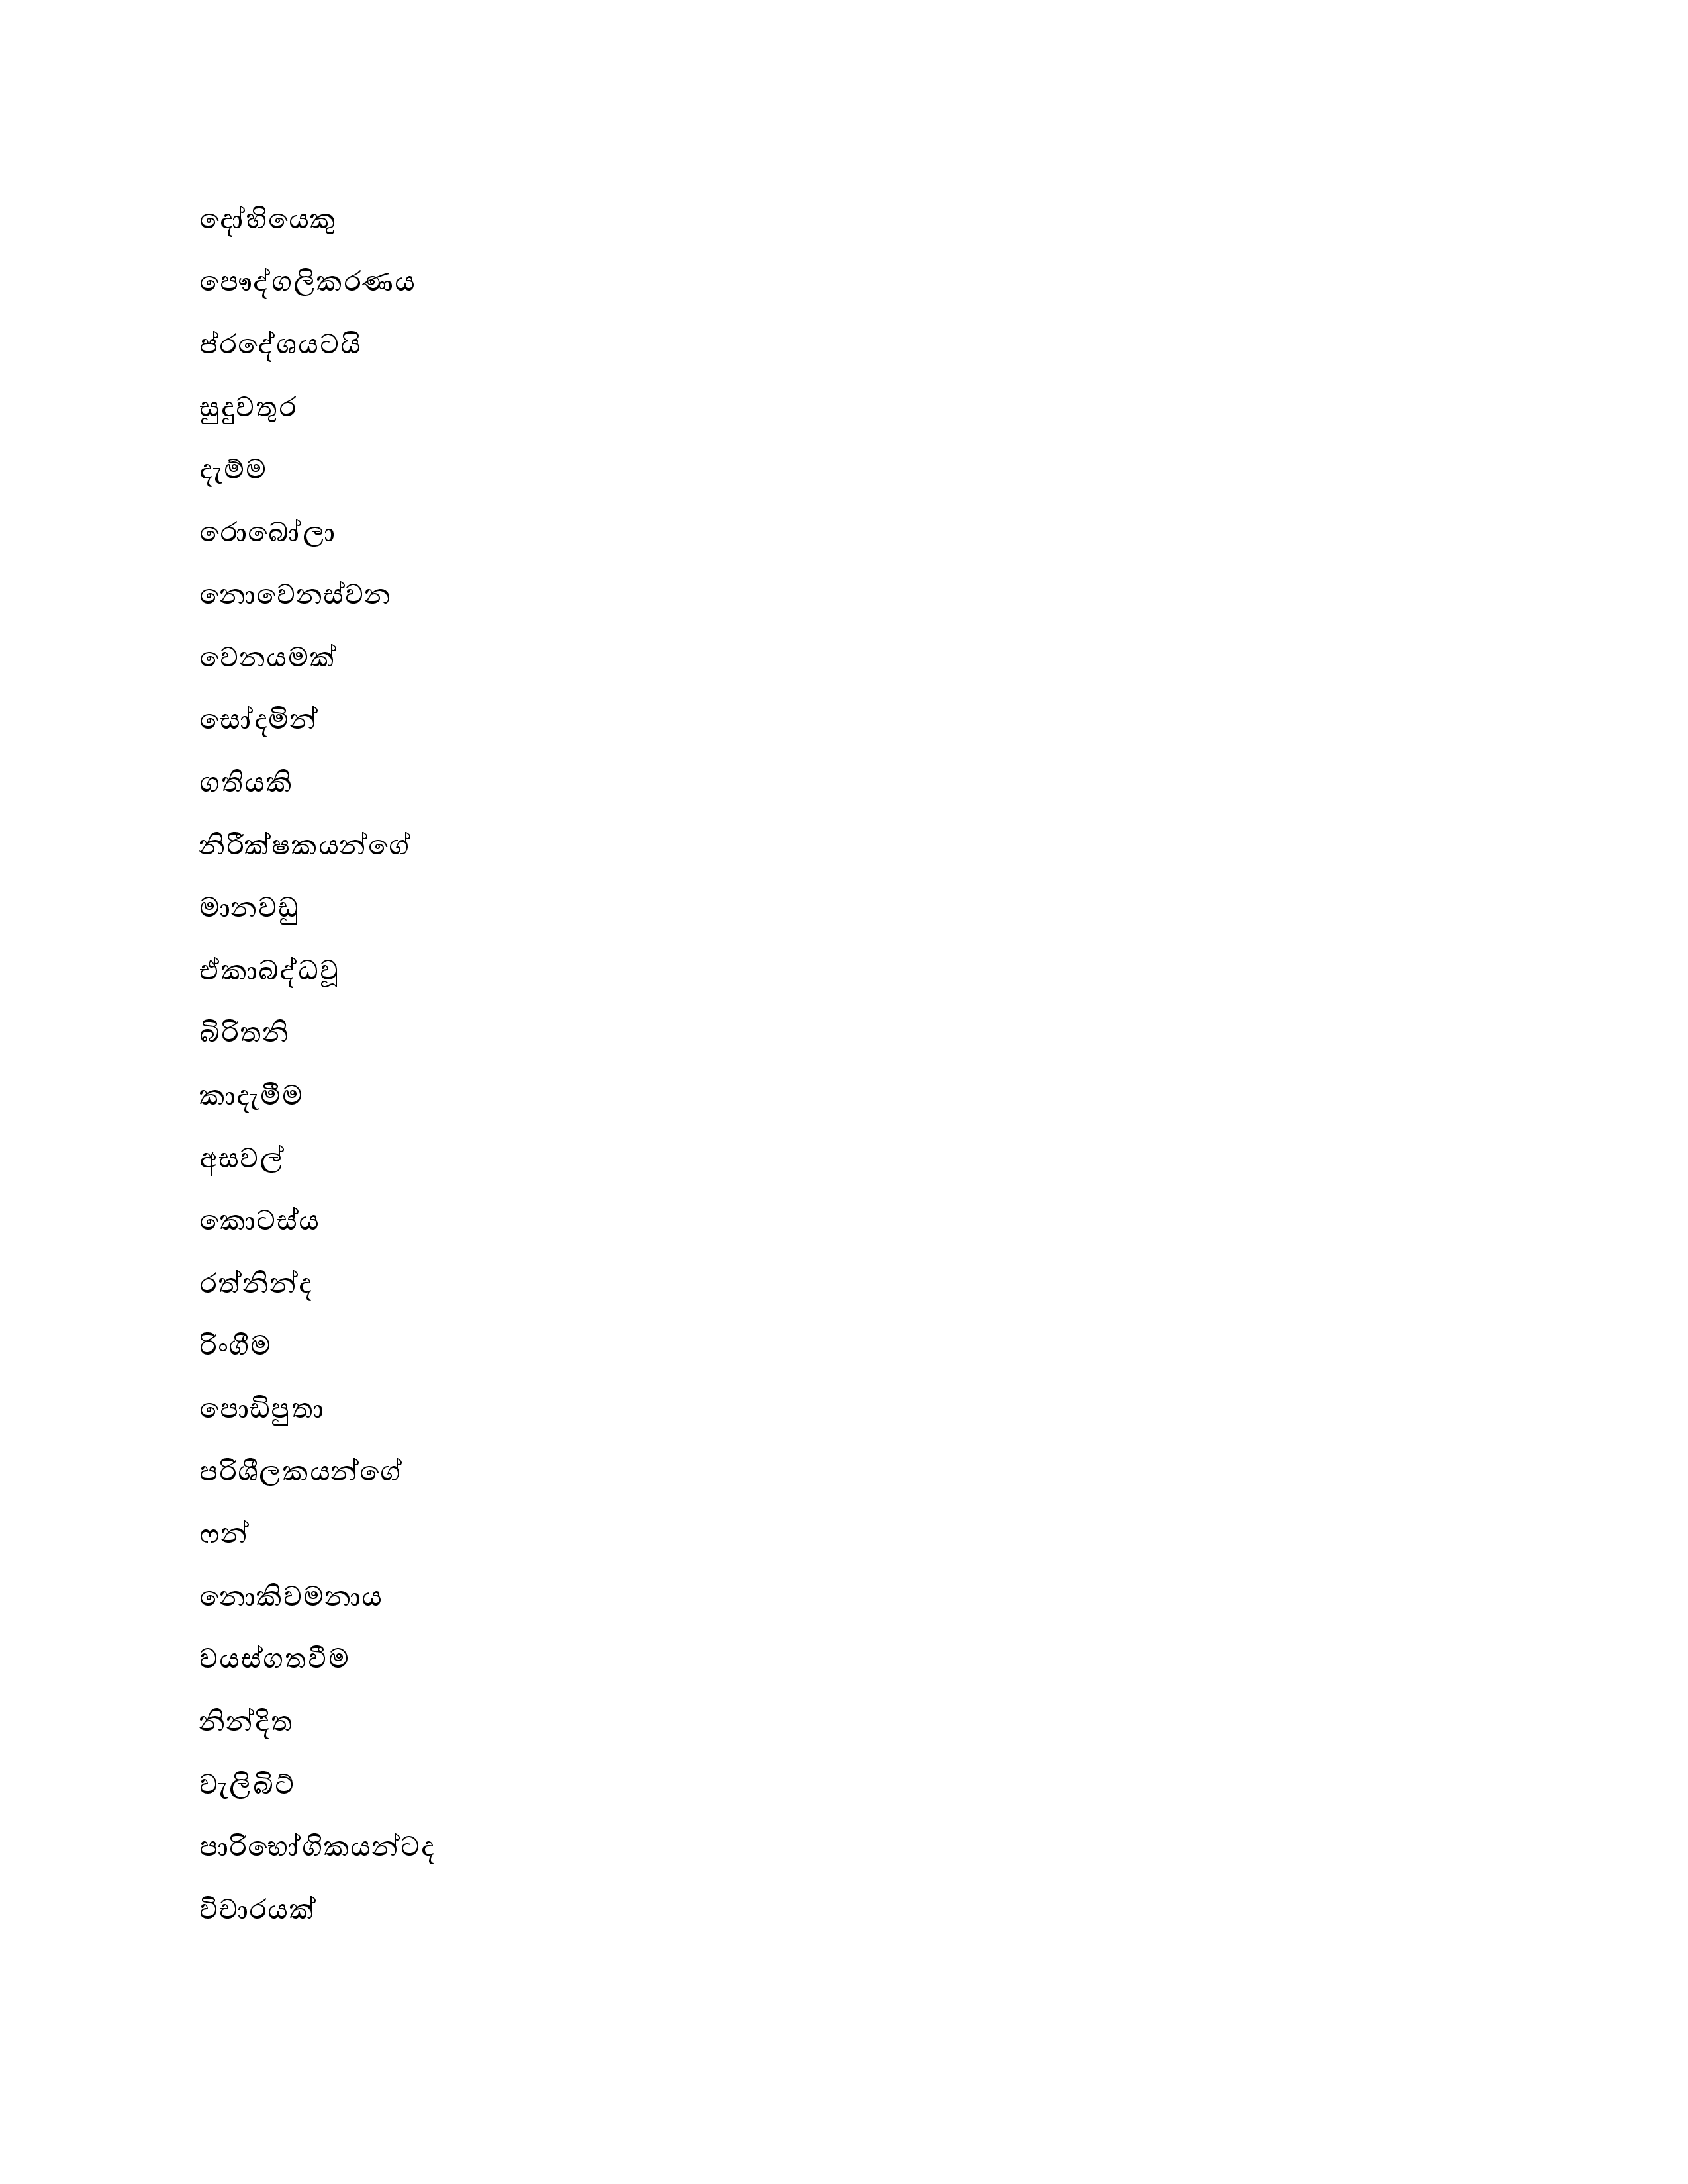 දෝහියෙකු
පෞද්ගලිකරණය
ප්රදේශයටයි
සුදුවතුර
දැම්ම
රොබෝලා
නොවෙනස්වන
වෙනයමක්
සෝදමින්
ගතියකි
නිරීක්ෂකයන්ගේ
මානවඩු
ඒකාබද්ධවූ
බිරිතනි
කාදැමීම
අසවල්
කොටස්ය
රත්නින්ද
රිංගීම
පොඩිපුතා
පරිශීලකයන්ගේ
ෆන්
නොකිවමනාය
වයස්ගතවීම
නින්දිත
වැලිබිට්
පාරිභෝගිකයන්ටද
විචාරයක්